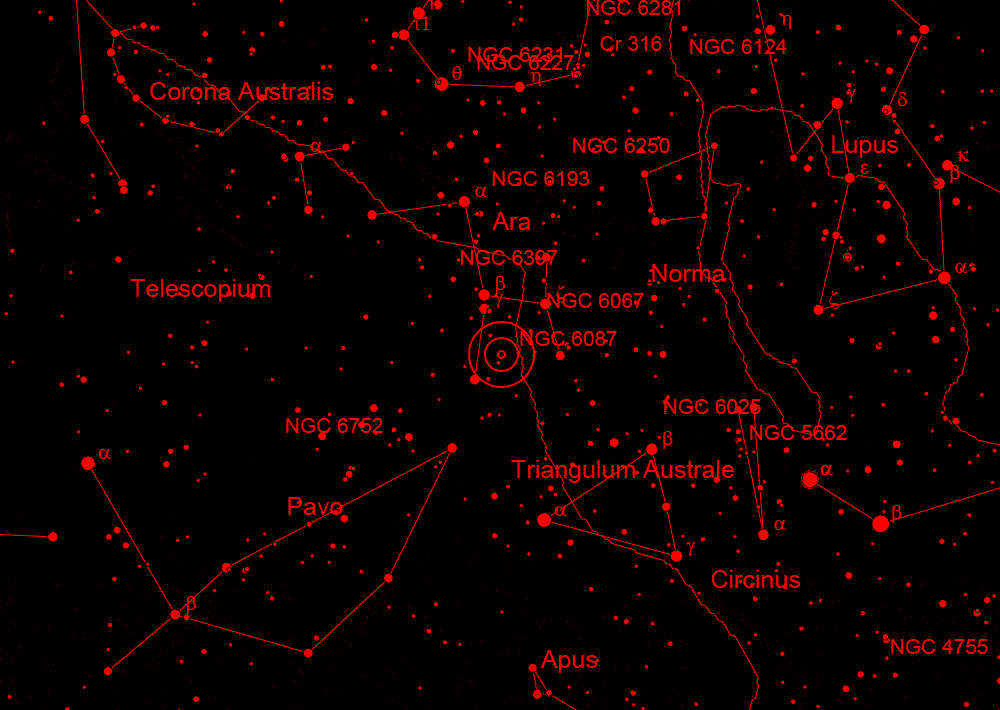 NGC 6281
ι1
η
Cr 316
NGC 6124
NGC 6231
NGC 6227
θ
η
Corona Australis
γ
δ
α
NGC 6250
Lupus
κ
ε
β
NGC 6193
α
Ara
NGC 6397
Norma
α
Telescopium
β
γ
ζ
NGC 6067
ζ
NGC 6087
NGC 6025
NGC 6752
NGC 5662
β
α
Triangulum Australe
α
Pavo
α
β
α
γ
Circinus
β
NGC 4755
Apus